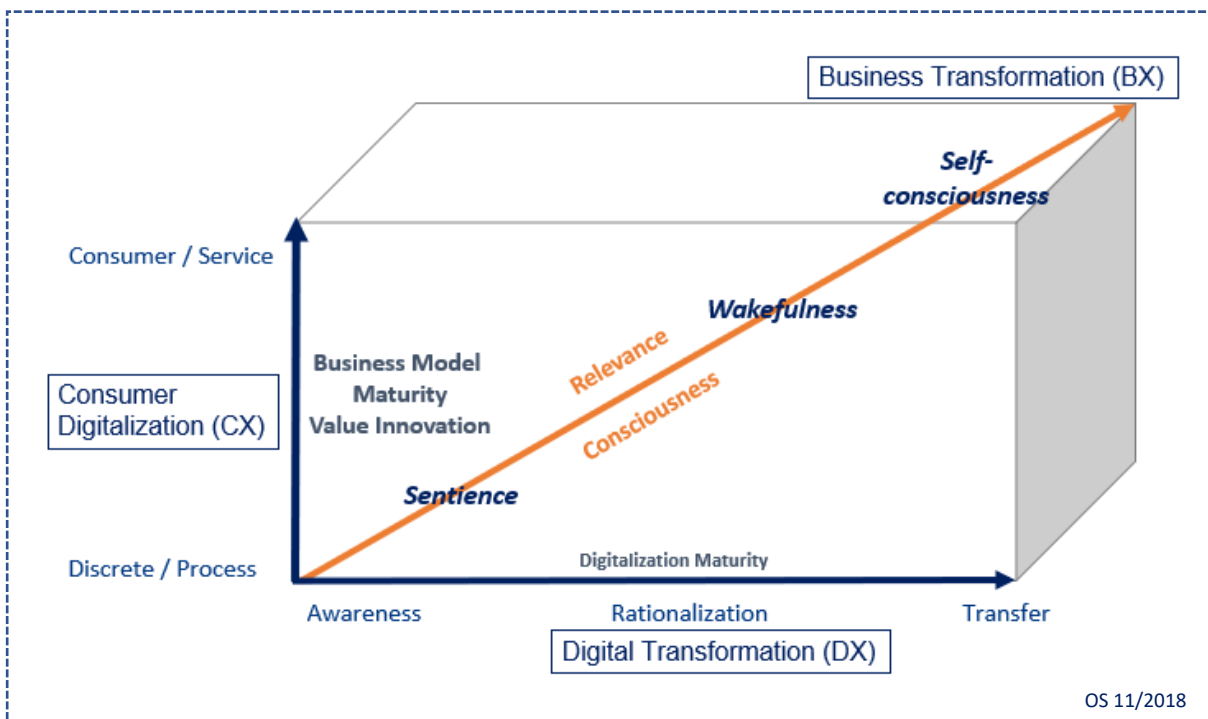 Business Transformation (BX)
Self-
consciousness
Consumer / Service
Wakefulness
Relevance
Consciousness
Business Model
Maturity
Value Innovation
Consumer
Digitalization (CX)
Sentience
Discrete / Process
Digitalization Maturity
Awareness
Rationalization
Transfer
Digital Transformation (DX)
OS 11/2018